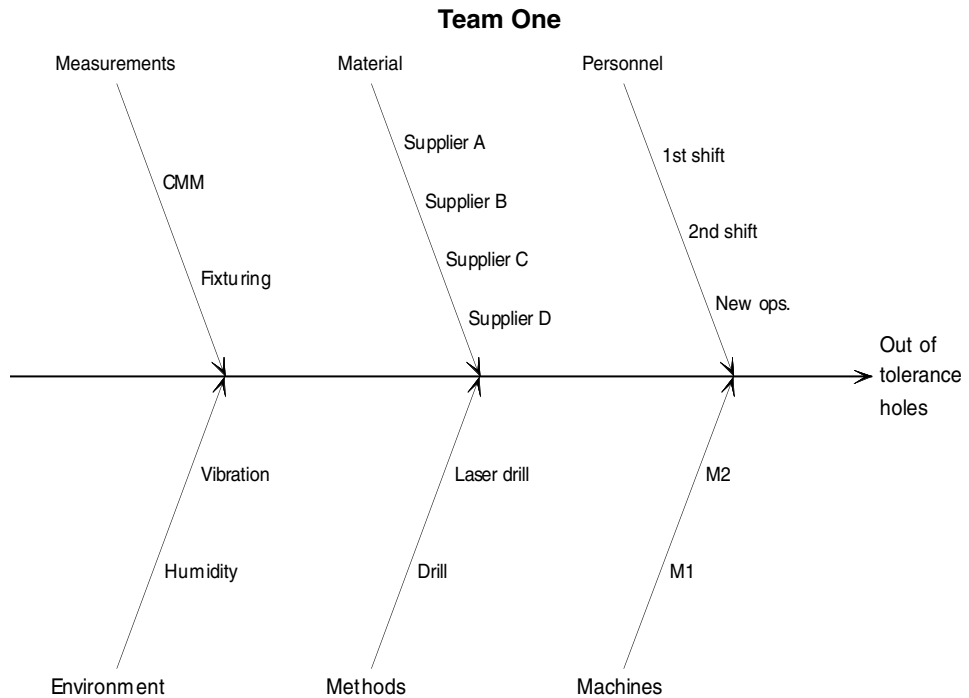 Team One
Measurements
Material
Personnel
Supplier A
1st shift
CMM
Supplier B
2nd shift
Supplier C
Fixturing
New ops.
Supplier D
Out of
tolerance
holes
Vibration
Laser drill
M2
Humidity
Drill
M1
Environment
Methods
Machines